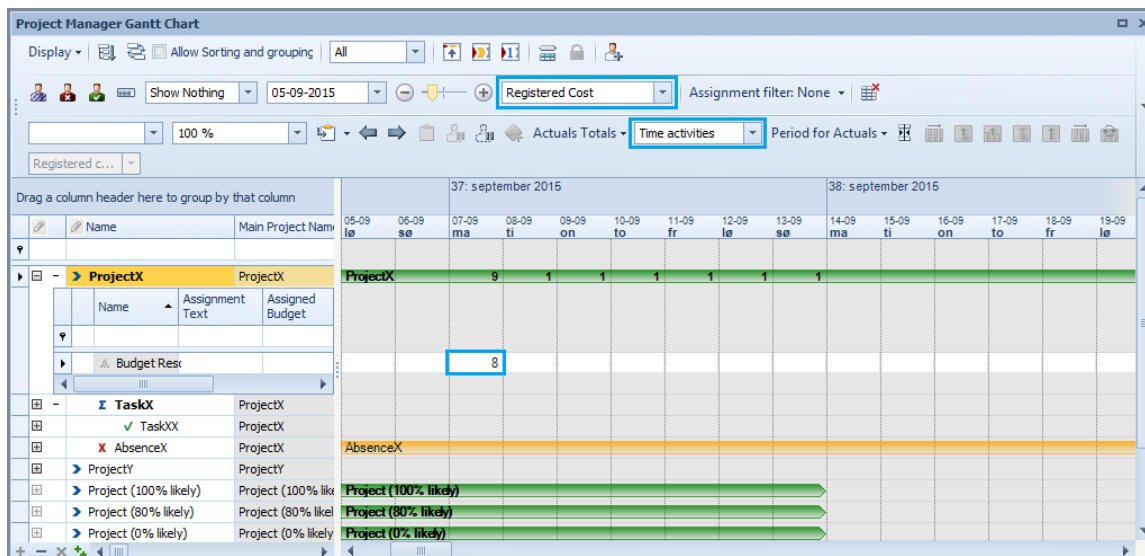 Project Manager Gantt Chart
Display Allow Sorting and grouping All
Show Nothing 05-09-2015 Registered Cost Assignment filter: None
100 % Actuals Totals Time activities Period for Actuals
Registered c...
Drag a column header here to group by that column 37: september 2015 38: september 2015
Name Main Project Name 05-09 06-09 07-09 08-09 09-09 10-09 11-09 12-09 13-09 14-09 15-09 16-09 17-09 18-09 19-09
lø sø ma ti on to fr lø sø ma ti on to fr lø
ProjectX ProjectX ProjectX 9 1 1 1 1 1 1
Name Assignment Text Assigned Budget
Budget Reso 8
Σ TaskX ProjectX
TaskXX ProjectX
AbsenceX ProjectX AbsenceX
ProjectY ProjectY
Project (100% likely) Project (100% like Project (100% likely)
Project (80% likely) Project (80% likel Project (80% likely)
Project (0% likely) Project (0% likely Project (0% likely)